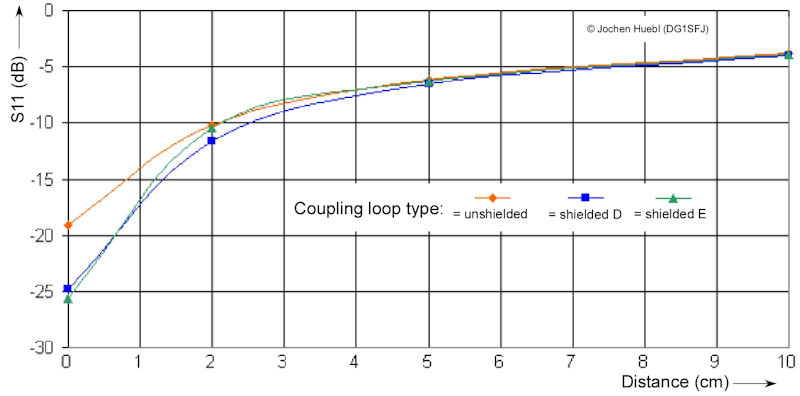 0
© Jochen Huebl (DG1SFJ)
S11 (dB)
-5
-10
-15
Coupling loop type: = unshielded = shielded D = shielded E
-20
-25
-30
0 1 2 3 4 5 6 7 8 9 10
Distance (cm)